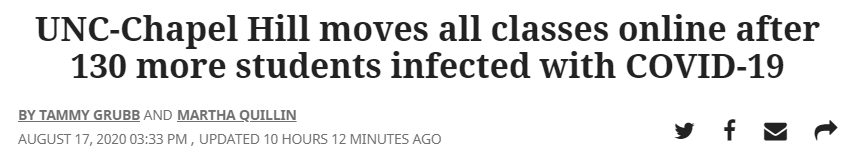 UNC-Chapel Hill moves all classes online after
130 more students infected with COVID-19
BY TAMMY GRUBB AND MARTHA QUILLIN
AUGUST 17, 2020 03:33 PM , UPDATED 10 HOURS 12 MINUTES AGO